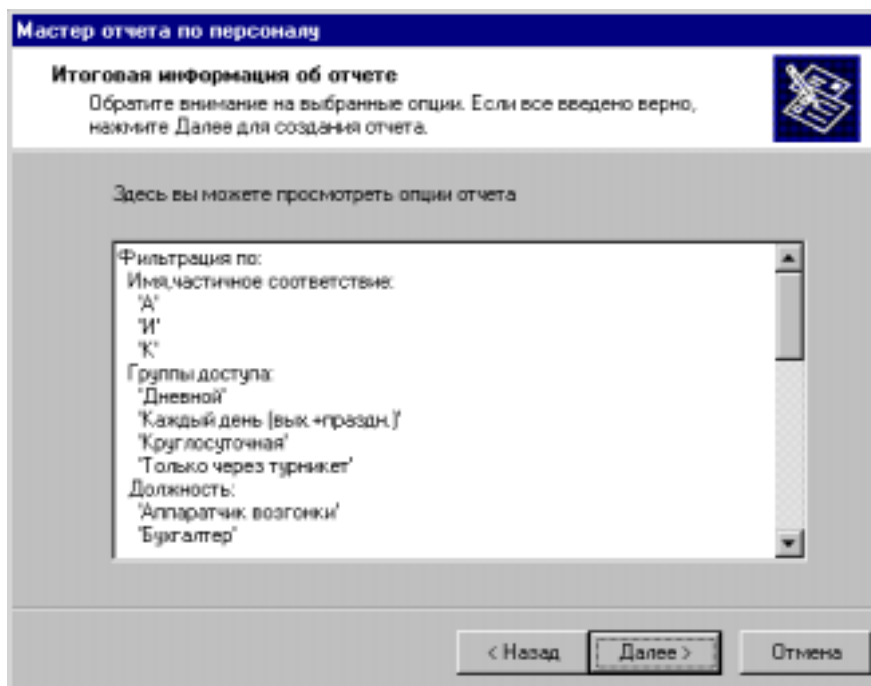 Мастер отчета по персоналу
Итоговая информация об отчете
Обратите внимание на выбранные опции. Если все введено верно,
нажмите Далее для создания отчета.
Здесь вы можете просмотреть опции отчета
Фильтрация по:
Имя,частичное соответствие:
"А"
"И"
"К"
Группы доступа:
"Дневной"
"Каждый день (вых.+праздн.)"
"Круглосуточная"
"Только через турникет"
Должность:
"Аппаратчик возгонки"
"Бухгалтер"
< Назад
Далее >
Отмена